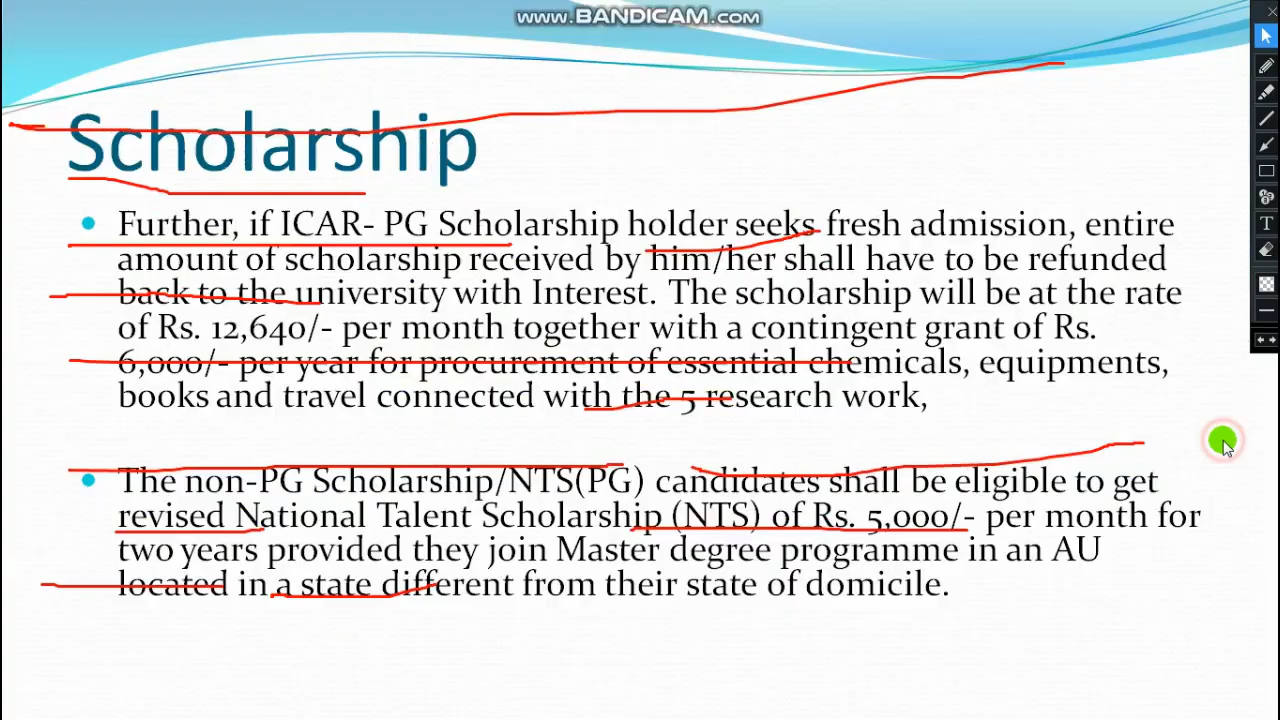 www.BANDICAM.com
Scholarship
Further, if ICAR- PG Scholarship holder seeks fresh admission, entire
amount of scholarship received by him/her shall have to be refunded
back to the university with Interest. The scholarship will be at the rate
of Rs. 12,640/- per month together with a contingent grant of Rs.
6,000/- per year for procurement of essential chemicals, equipments,
books and travel connected with the 5 research work,
The non-PG Scholarship/NTS(PG) candidates shall be eligible to get
revised National Talent Scholarship (NTS) of Rs. 5,000/- per month for
two years provided they join Master degree programme in an AU
located in a state different from their state of domicile.